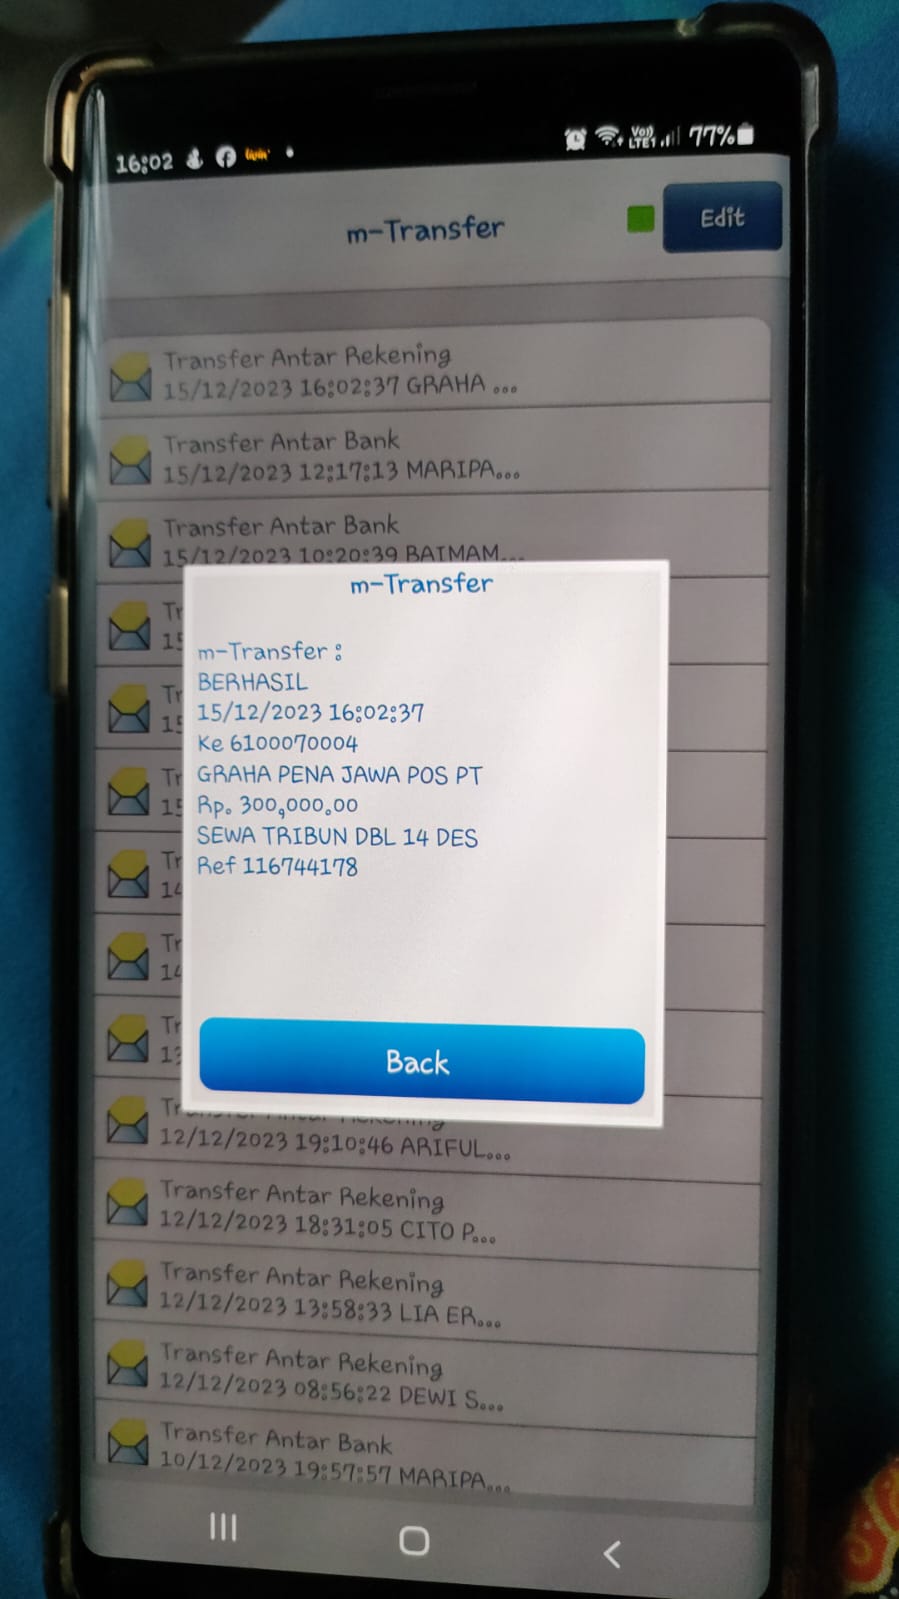 16:02
77%
m-Transfer
Edit
Transfer Antar Rekening
15/12/2023 16:02:37 GRAHA ...
Transfer Antar Bank
15/12/2023 12:17:13 MARIPA...
Transfer Antar Bank
15/12/2023 10:20:39 BATMAM...
Tr
15
Tr
15
Tr
15
Tr
14
Tr
14
Tr
13
m-Transfer
m-Transfer :
BERHASIL
15/12/2023 16:02:37
Ke 6100070004
GRAHA PENA JAWA POS PT
Rp. 300,000.00
SEWA TRIBUN DBL 14 DES
Ref 116744178
Back
12/12/2023 19:10:46 ARIFUL...
Transfer Antar Rekening
12/12/2023 18:31:05 CITO P...
Transfer Antar Rekening
12/12/2023 13:58:33 LIA ER...
Transfer Antar Rekening
12/12/2023 08:56:22 DEWI S...
Transfer Antar Bank
10/12/2023 19:57:57 MARIPA...